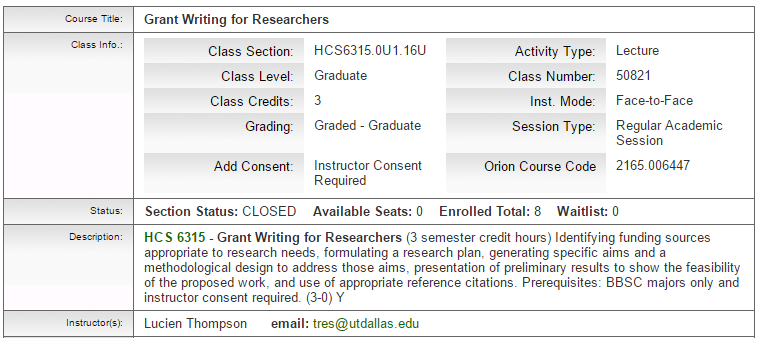 Course Title: Grant Writing for Researchers
Class Info.: Class Section: HCS6315.0U1.16U Activity Type: Lecture
Class Level: Graduate Class Number: 50821
Class Credits: 3 Inst. Mode: Face-to-Face
Grading: Graded - Graduate Session Type: Regular Academic
Session
Add Consent: Instructor Consent Orion Course Code 2165.006447
Required
Status: Section Status: CLOSED Available Seats: 0 Enrolled Total: 8 Waitlist: 0
Description: HCS 6315 - Grant Writing for Researchers (3 semester credit hours) Identifying funding sources
appropriate to research needs, formulating a research plan, generating specific aims and a
methodological design to address those aims, presentation of preliminary results to show the feasibility
of the proposed work, and use of appropriate reference citations. Prerequisites: BBSC majors only and
instructor consent required. (3-0) Y
Instructor(s): Lucien Thompson email: tres@utdallas.edu